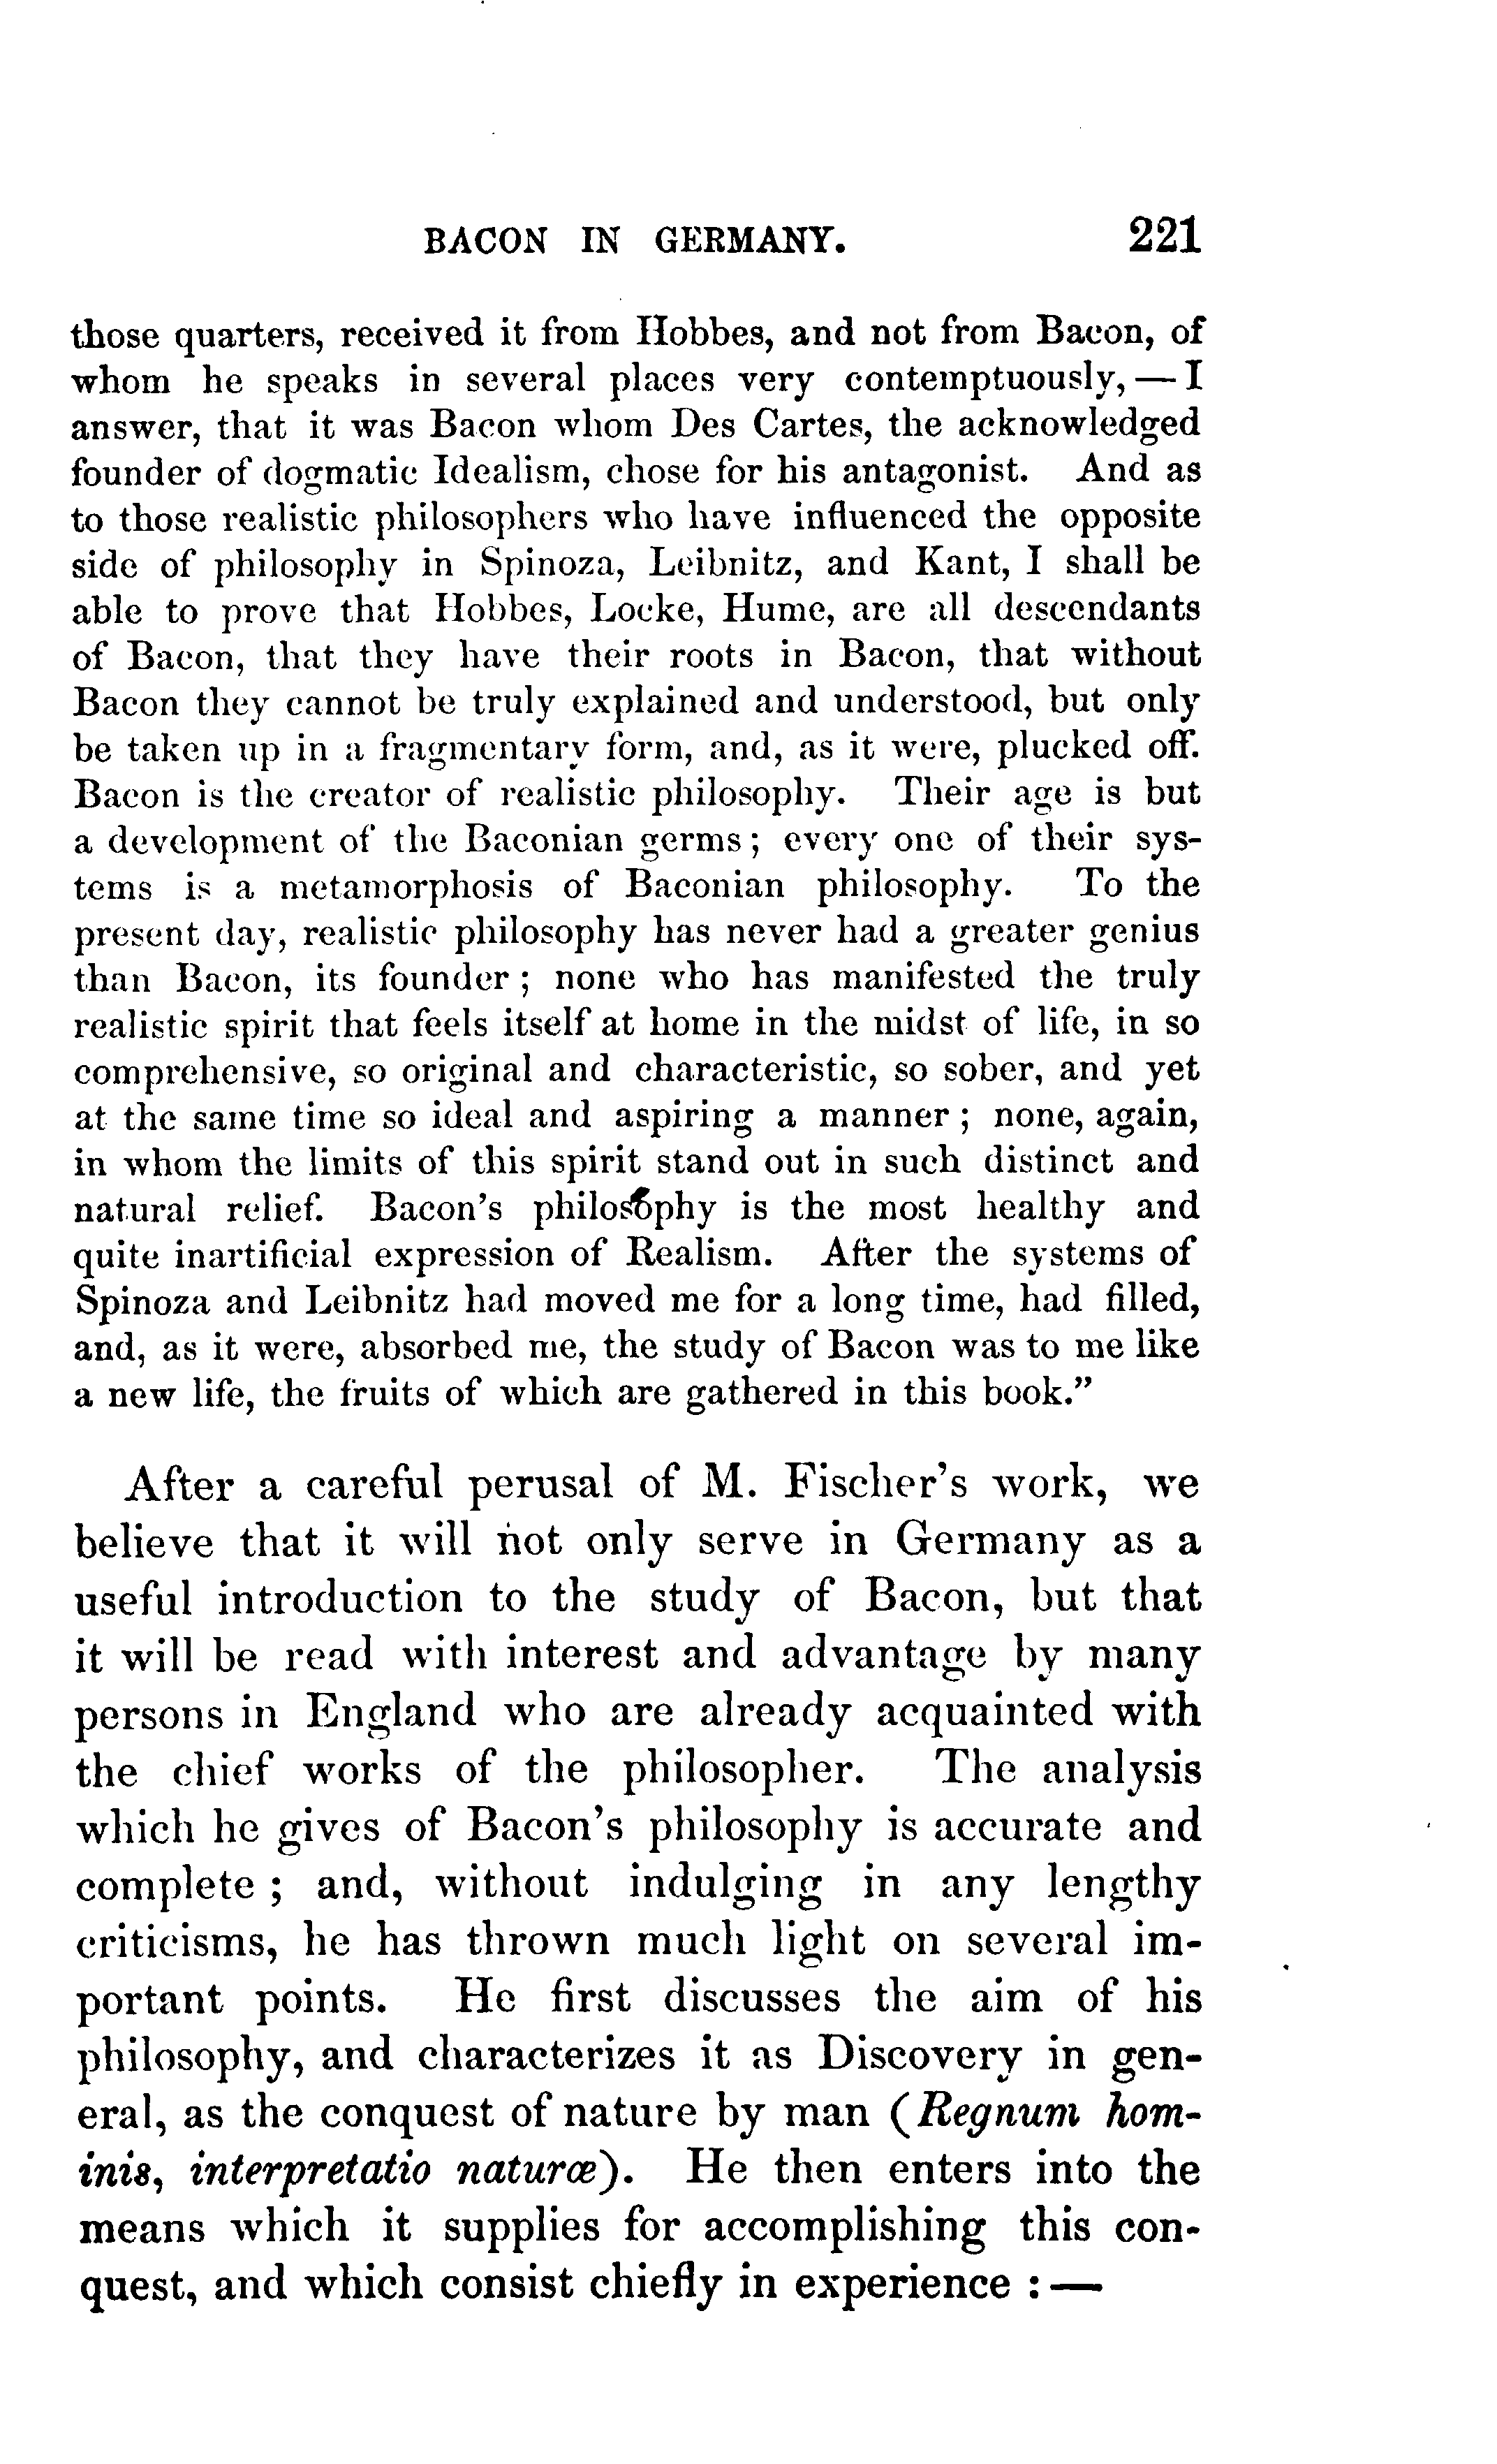 BACON IN GERMANY. 221
those quarters, received it from Hobbes, and not from Bacon, of
whom he speaks in several places very contemptuously, — I
answer, that it was Bacon whom Des Cartes, the acknowledged
founder of dogmatic Idealism, chose for his antagonist. And as
to those realistic philosophers who have influenced the opposite
side of philosophy in Spinoza, Leibnitz, and Kant, I shall be
able to prove that Hobbes, Locke, Hume, are all descendants
of Bacon, that they have their roots in Bacon, that without
Bacon they cannot be truly explained and understood, but only
be taken up in a fragmentary form, and, as it were, plucked off.
Bacon is the creator of realistic philosophy. Their age is but
a development of the Baconian germs ; every one of their sys-
tems is a metamorphosis of Baconian philosophy. To the
present day, realistic philosophy has never had a greater genius
than Bacon, its founder ; none who has manifested the truly
realistic spirit that feels itself at home in the midst of life, in so
comprehensive, so original and characteristic, so sober, and yet
at the same time so ideal and aspiring a manner ; none, again,
in whom the limits of this spirit stand out in such distinct and
natural relief. Bacon's philosophy is the most healthy and
quite inartificial expression of Realism. After the systems of
Spinoza and Leibnitz had moved me for a long time, had filled,
and, as it were, absorbed me, the study of Bacon was to me like
a new life, the fruits of which are gathered in this book."
After a careful perusal of M. Fischer's work, we
believe that it will not only serve in Germany as a
useful introduction to the study of Bacon, but that
it will be read with interest and advantage by many
persons in England who are already acquainted with
the chief works of the philosopher. The analysis
which he gives of Bacon's philosophy is accurate and
complete ; and, without indulging in any lengthy
criticisms, he has thrown much light on several im-
portant points. He first discusses the aim of his
philosophy, and characterizes it as Discovery in gen-
eral, as the conquest of nature by man (Regnum hom-
inis, interpretatio naturæ). He then enters into the
means which it supplies for accomplishing this con-
quest, and which consist chiefly in experience : —